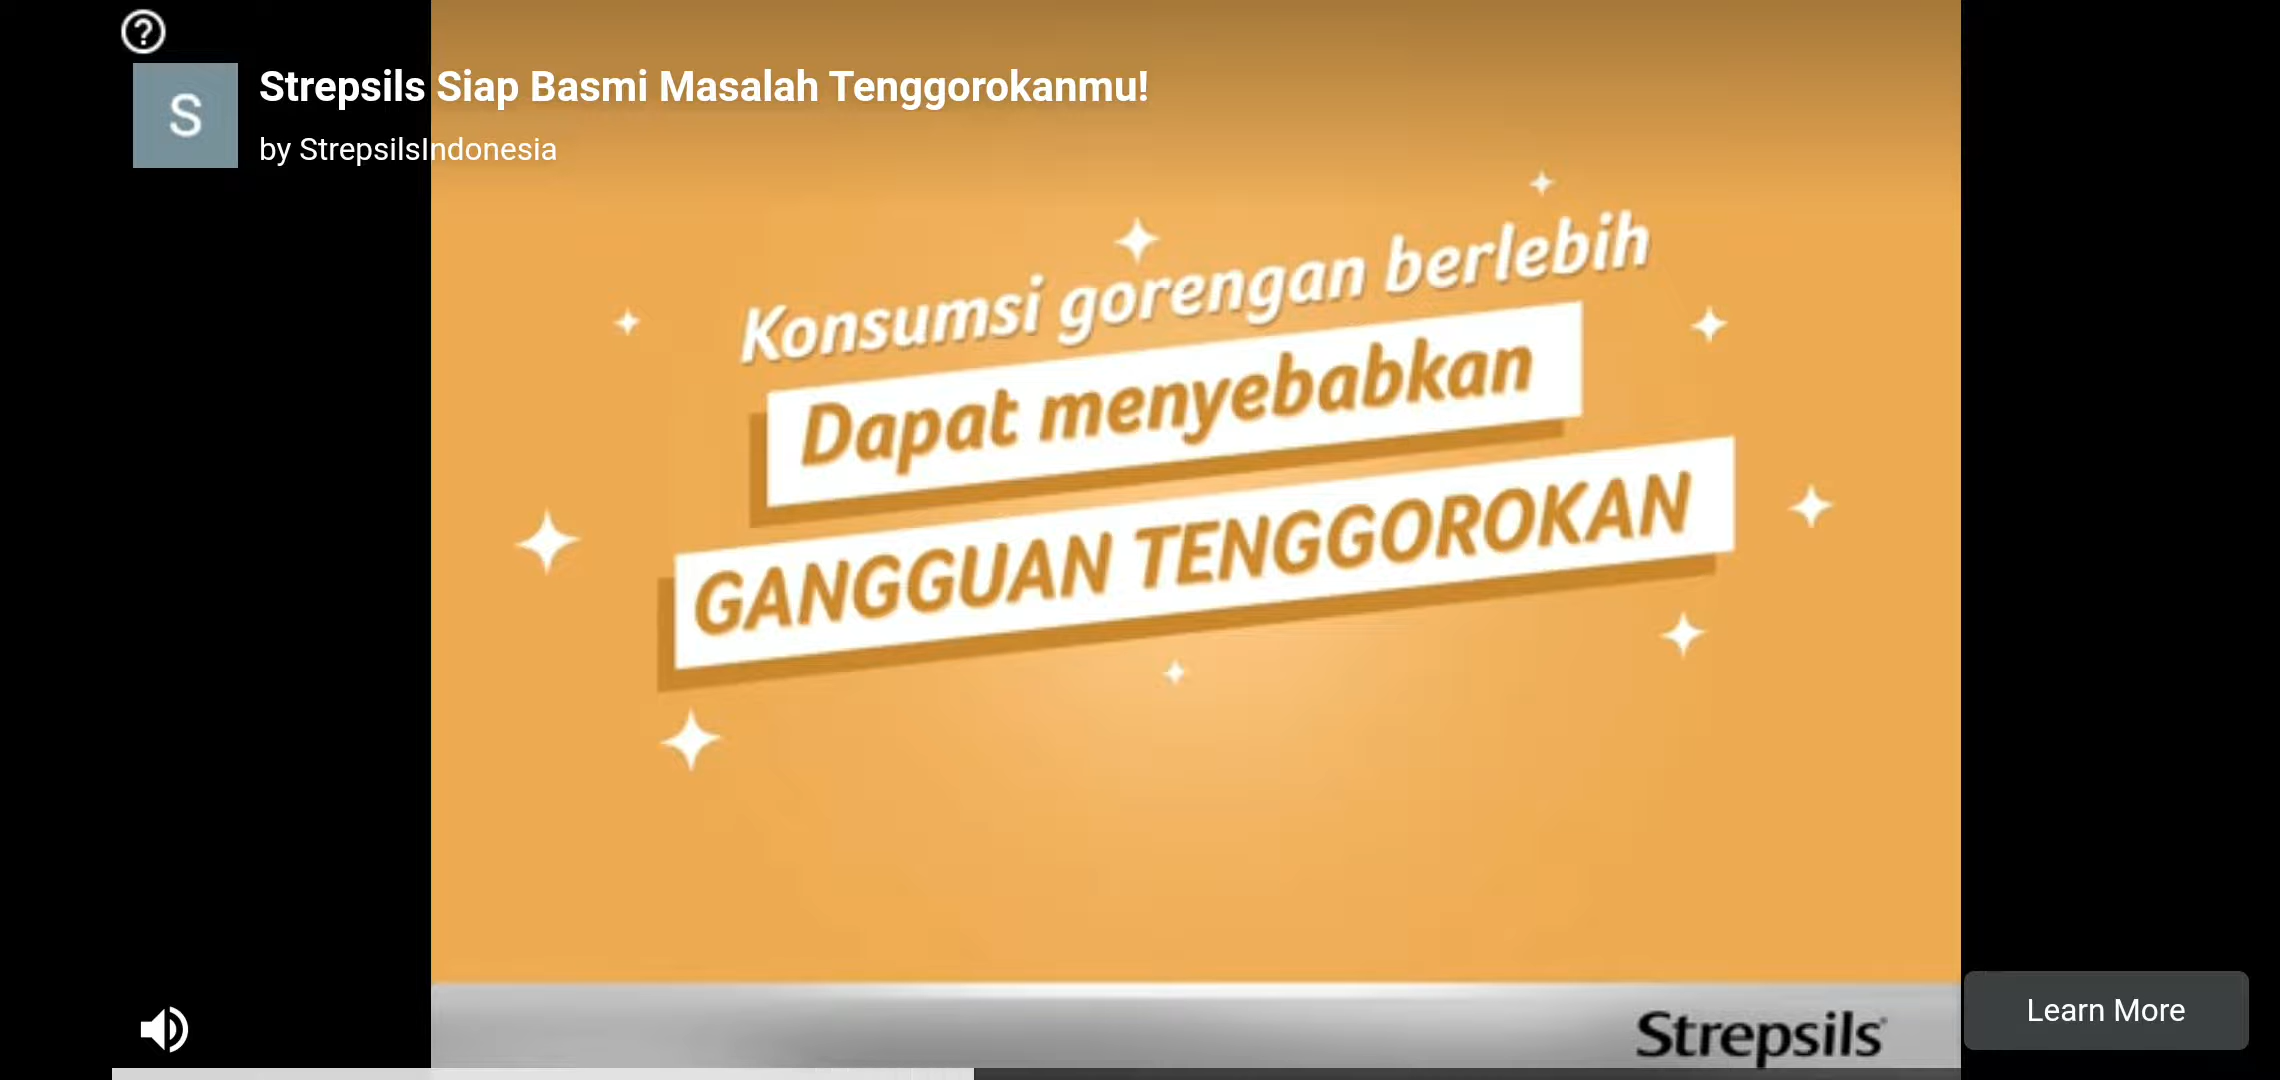 Strepsils Siap Basmi Masalah Tenggorokanmu!
S
by StrepsilsIndonesia
Konsumsi gorengan berlebih
Dapat menyebabkan
GANGGUAN TENGGOROKAN
Strepsils
Learn More